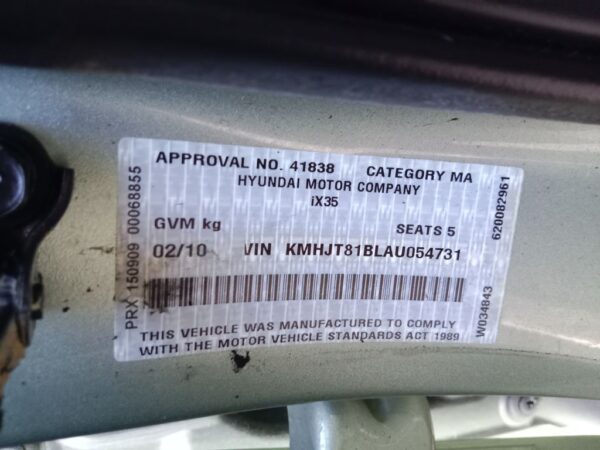 APPROVAL NO. 41838 CATEGORY MA
HYUNDAI MOTOR COMPANY
iX35
GVM kg SEATS 5
02/10 VIN KMHJT81BLAU054731
THIS VEHICLE WAS MANUFACTURED TO COMPLY
WITH THE MOTOR VEHICLE STANDARDS ACT 1989
PRX 150909 00068855
620082961
W034843